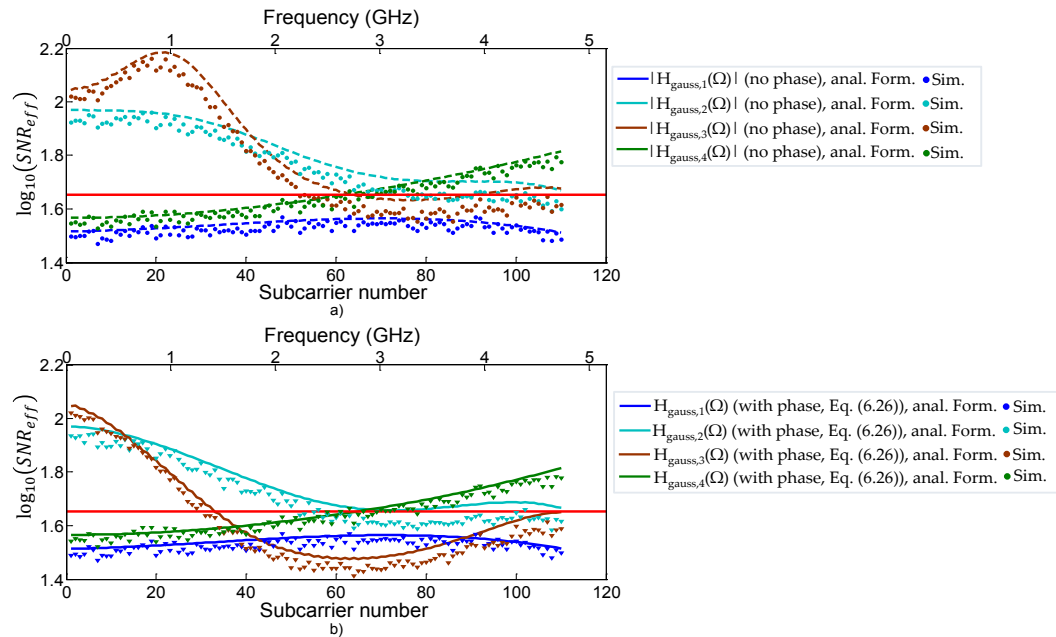 Frequency (GHz)
0 1 2 3 4 5
2.2
2
1.8
1.6
1.4
log10(SNReff)
0 20 40 60 80 100 120
Subcarrier number
a)
|Hgauss,1(Ω)| (no phase), anal. Form. Sim.
|Hgauss,2(Ω)| (no phase), anal. Form. Sim.
|Hgauss,3(Ω)| (no phase), anal. Form. Sim.
|Hgauss,4(Ω)| (no phase), anal. Form. Sim.
Frequency (GHz)
0 1 2 3 4 5
2.2
2
1.8
1.6
1.4
log10(SNReff)
0 20 40 60 80 100 120
Subcarrier number
b)
Hgauss,1(Ω) (with phase, Eq. (6.26)), anal. Form. Sim.
Hgauss,2(Ω) (with phase, Eq. (6.26)), anal. Form. Sim.
Hgauss,3(Ω) (with phase, Eq. (6.26)), anal. Form. Sim.
Hgauss,4(Ω) (with phase, Eq. (6.26)), anal. Form. Sim.